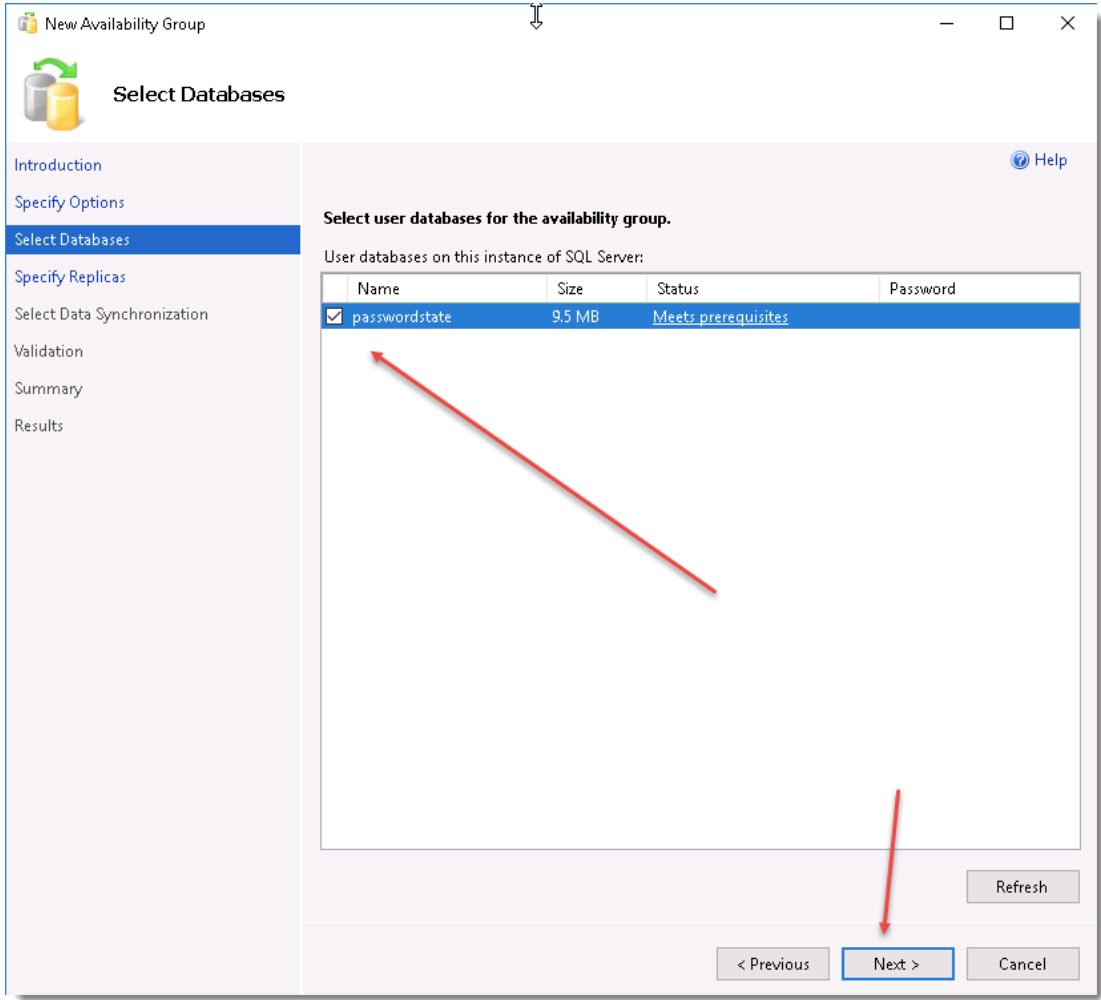 New Availability Group
Select Databases
Introduction
Specify Options
Select Databases
Specify Replicas
Select Data Synchronization
Validation
Summary
Results
Help
Select user databases for the availability group.
User databases on this instance of SQL Server:
Name Size Status Password
passwordstate 9.5 MB Meets prerequisites
Refresh
< Previous Next > Cancel